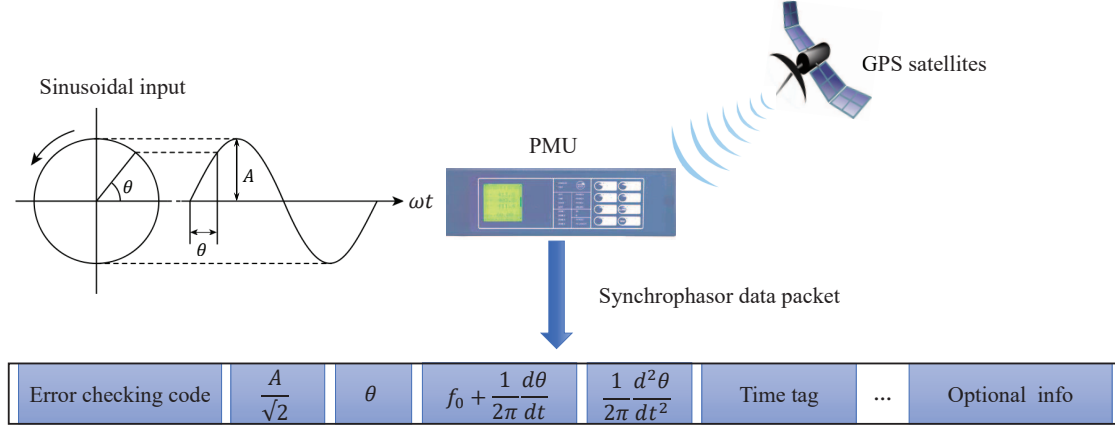 GPS satellites
Sinusoidal input
PMU
θ
A
ωt
θ
Synchrophasor data packet
Error checking code
A/√2
θ
f₀ + 1/2π dθ/dt
1/2π d²θ/dt²
Time tag
...
Optional info